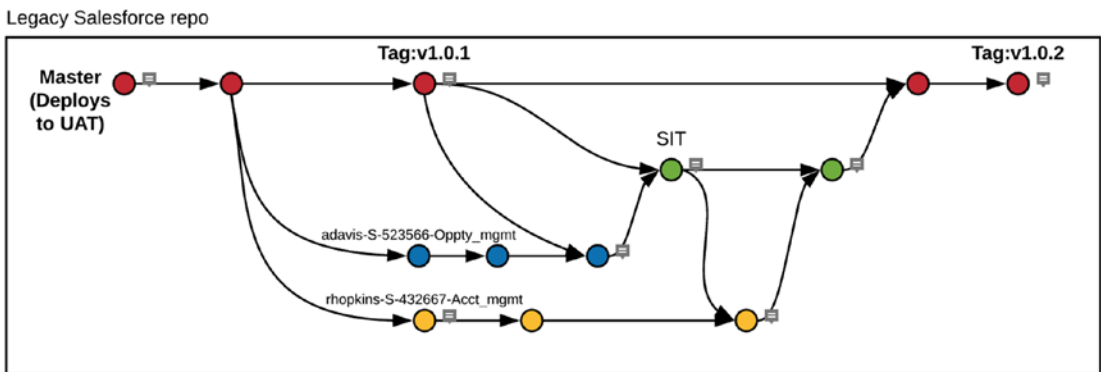 Legacy Salesforce repo
Tag:v1.0.1
Tag:v1.0.2
Master
(Deploys
to UAT)
SIT
adavis-S-523566-Oppty_mgmt
rhopkins-S-432667-Acct_mgmt